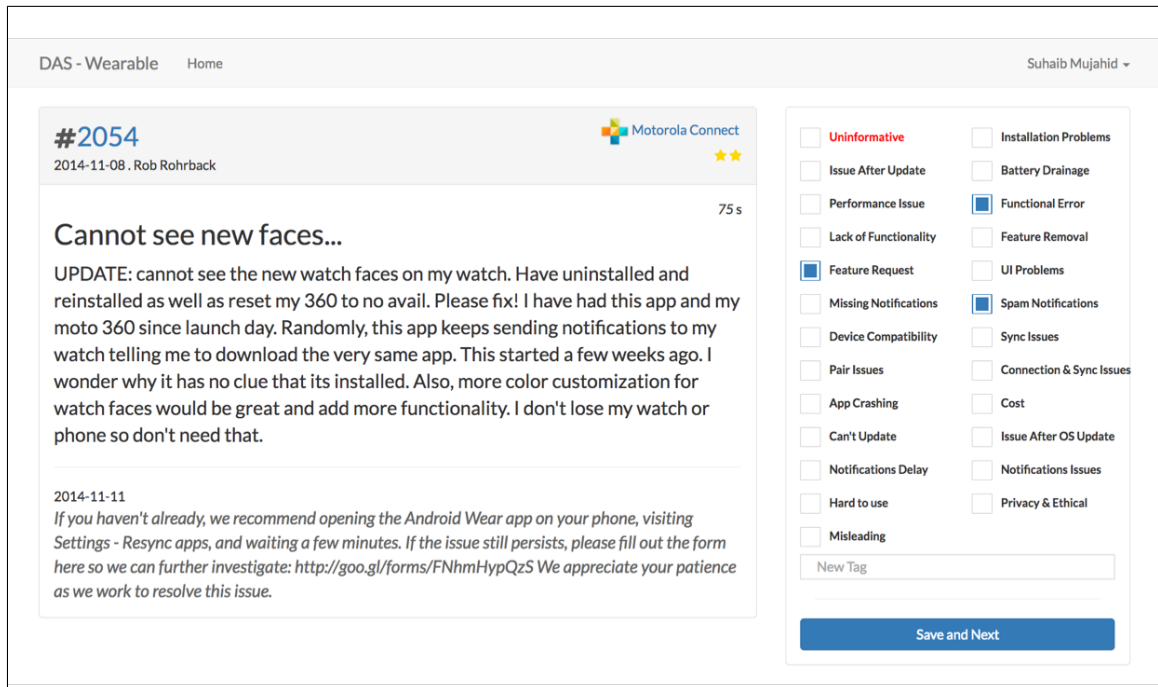 DAS - Wearable
Home
Suhaib Mujahid
#2054
Motorola Connect
2014-11-08 . Rob Rohrback
75 s
Cannot see new faces...
UPDATE: cannot see the new watch faces on my watch. Have uninstalled and
reinstalled as well as reset my 360 to no avail. Please fix! I have had this app and my
moto 360 since launch day. Randomly, this app keeps sending notifications to my
watch telling me to download the very same app. This started a few weeks ago. I
wonder why it has no clue that its installed. Also, more color customization for
watch faces would be great and add more functionality. I don't lose my watch or
phone so don't need that.
2014-11-11
If you haven't already, we recommend opening the Android Wear app on your phone, visiting
Settings - Resync apps, and waiting a few minutes. If the issue still persists, please fill out the form
here so we can further investigate: http://goo.gl/forms/FNhmHypQzS We appreciate your patience
as we work to resolve this issue.
Uninformative
Installation Problems
Issue After Update
Battery Drainage
Performance Issue
Functional Error
Lack of Functionality
Feature Removal
Feature Request
UI Problems
Missing Notifications
Spam Notifications
Device Compatibility
Sync Issues
Pair Issues
Connection & Sync Issues
App Crashing
Cost
Can't Update
Issue After OS Update
Notifications Delay
Notifications Issues
Hard to use
Privacy & Ethical
Misleading
New Tag
Save and Next